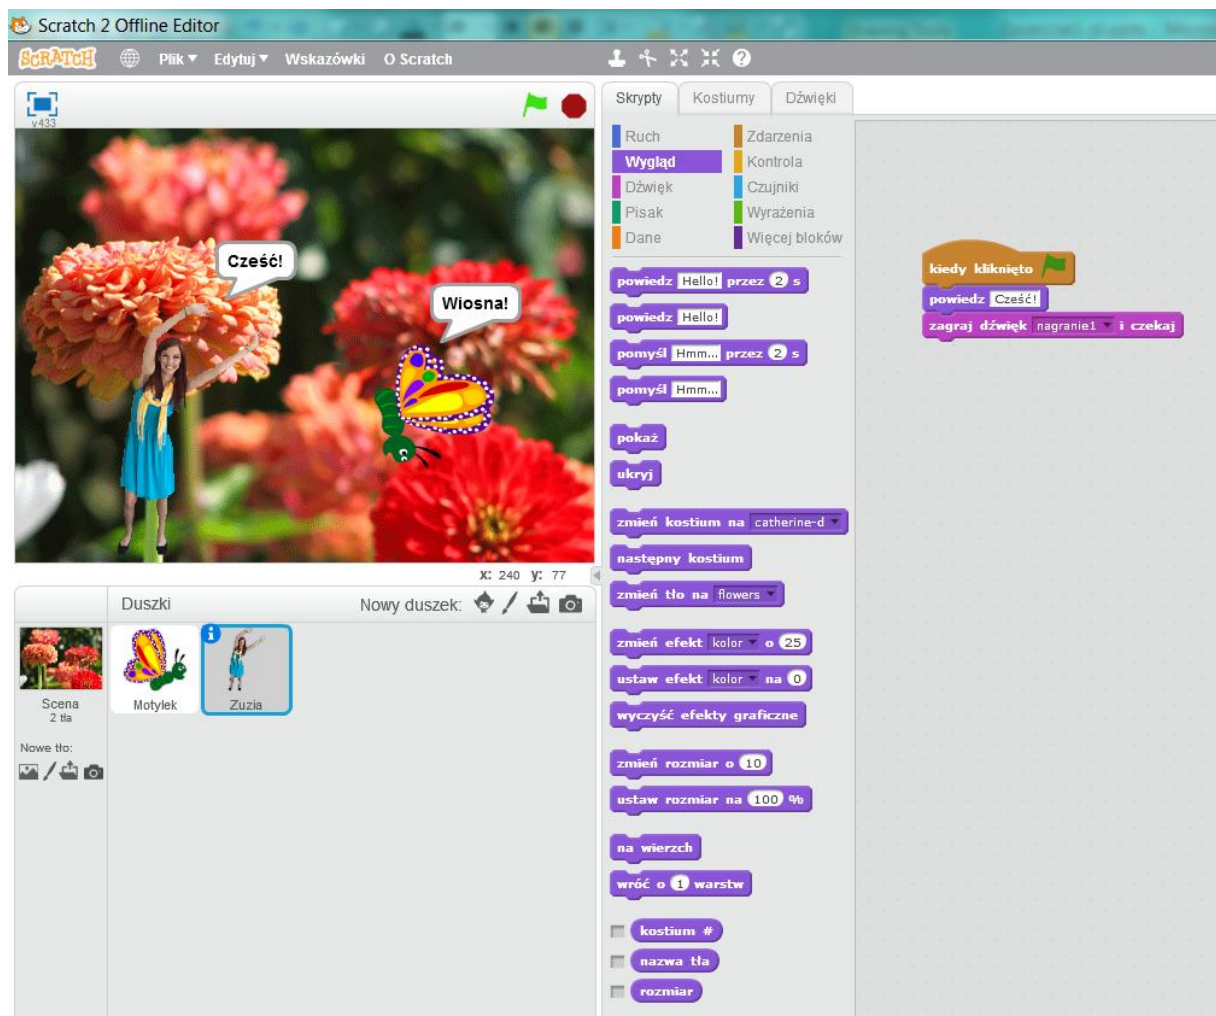 Scratch 2 Offline Editor
SCRATCH Plik Edytuj Wskazówki O Scratch
v433
Cześć!
Wiosna!
x: 240 y: 77
Duszki Nowy duszek:
Scena
2 tła
Motylek Zuzia
Nowe tło:
Skrypty Kostiumy Dźwięki
Ruch Zdarzenia
Wygląd Kontrola
Dźwięk Czujniki
Pisak Wyrażenia
Dane Więcej bloków
powiedz Hello! przez 2 s
powiedz Hello!
pomyśl Hmm... przez 2 s
pomyśl Hmm...
pokaż
ukryj
zmień kostium na catherine-d
następny kostium
zmień tło na flowers
zmień efekt kolor o 25
ustaw efekt kolor na 0
wyczyść efekty graficzne
zmień rozmiar o 10
ustaw rozmiar na 100 %
na wierzch
wróć o 1 warstw
kostium #
nazwa tła
rozmiar
kiedy kliknięto
powiedz Cześć!
zagraj dźwięk nagranie1 i czekaj